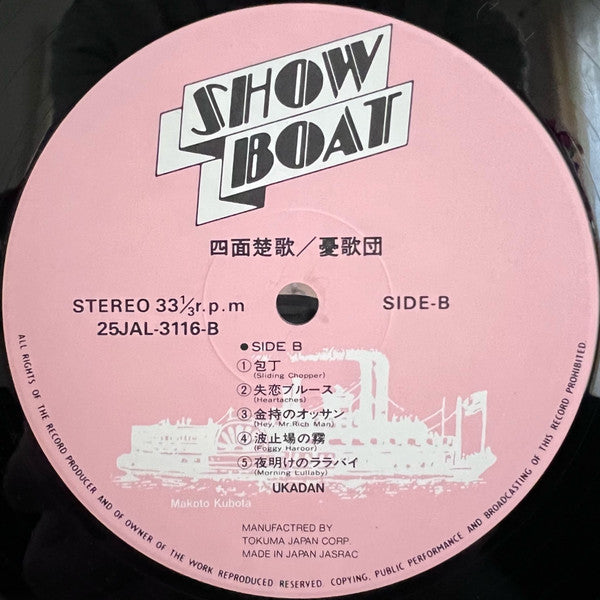 SHOW
BOAT
四面楚歌／憂歌団
STEREO 33⅓r.p.m
SIDE-B
25JAL-3116-B
●SIDE B
①包丁
(Sliding Chopper)
②失恋ブルース
(Heartaches)
③金持のオッサン
(Hey, Mr. Rich Man)
④波止場の霧
(Foggy Harbor)
⑤夜明けのララバイ
(Morning Lullaby)
UKADAN
Makoto Kubota
MANUFACTRED BY
TOKUMA JAPAN CORP.
MADE IN JAPAN JASRAC
ALL RIGHTS OF THE RECORD PRODUCER AND OF OWNER OF THE WORK REPRODUCED RESERVED. COPYING, PUBLIC PERFORMANCE AND BROADCASTING OF THIS RECORD PROHIBITED.